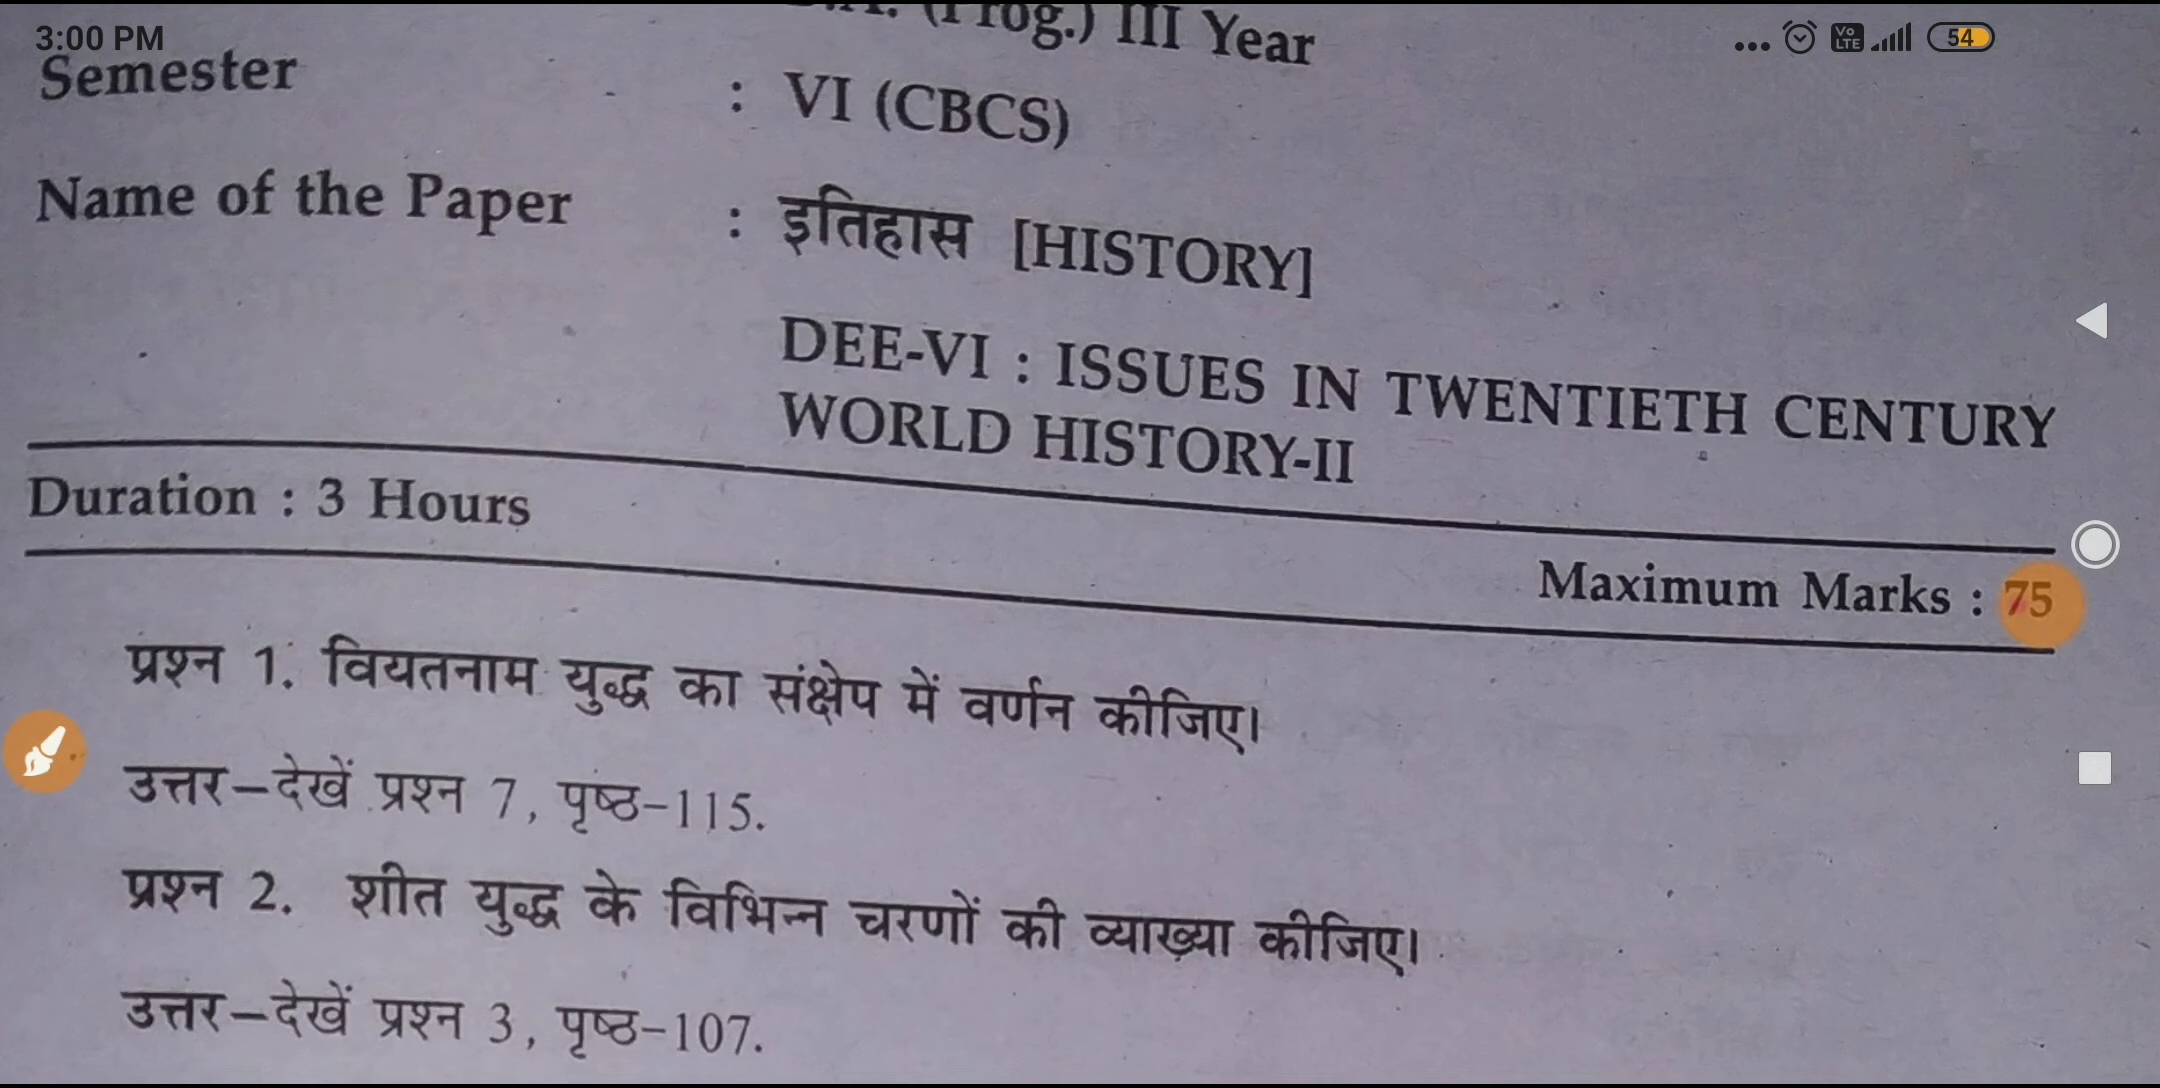 3:00 PM
(Prog.) III Year
54
Semester : VI (CBCS)
Name of the Paper : इतिहास [HISTORY]
DEE-VI : ISSUES IN TWENTIETH CENTURY
WORLD HISTORY-II
Duration : 3 Hours
Maximum Marks : 75
प्रश्न 1. वियतनाम युद्ध का संक्षेप में वर्णन कीजिए।
उत्तर–देखें प्रश्न 7, पृष्ठ-115.
प्रश्न 2. शीत युद्ध के विभिन्न चरणों की व्याख्या कीजिए।
उत्तर–देखें प्रश्न 3, पृष्ठ-107.